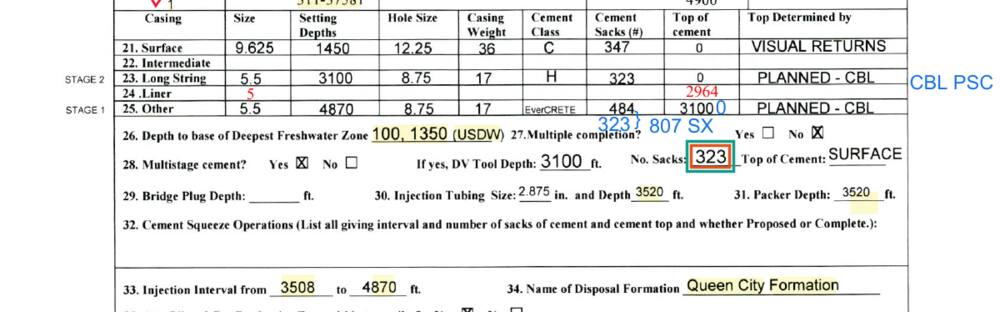 1 4900
Casing Size Setting Depths Hole Size Casing Weight Cement Class Cement Sacks (#) Top of cement Top Determined by
21. Surface 9.625 1450 12.25 36 C 347 0 VISUAL RETURNS
22. Intermediate
STAGE 2 23. Long String 5.5 3100 8.75 17 H 323 0 PLANNED - CBL CBL PSC
24 .Liner 5 2964
STAGE 1 25. Other 5.5 4870 8.75 17 EverCRETE 484 3100 0 PLANNED - CBL
323} 807 SX
26. Depth to base of Deepest Freshwater Zone 100, 1350 (USDW) 27.Multiple completion? Yes ☐ No ☒
28. Multistage cement? Yes ☒ No ☐ If yes, DV Tool Depth: 3100 ft. No. Sacks: 323 Top of Cement: SURFACE
29. Bridge Plug Depth: ______ ft. 30. Injection Tubing Size: 2.875 in. and Depth 3520 ft. 31. Packer Depth: 3520 ft.
32. Cement Squeeze Operations (List all giving interval and number of sacks of cement and cement top and whether Proposed or Complete.):
33. Injection Interval from 3508 to 4870 ft. 34. Name of Disposal Formation Queen City Formation